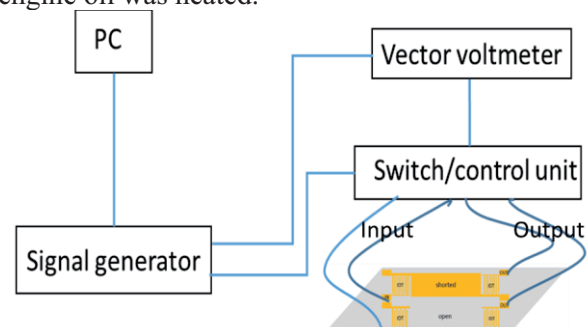 engine oil was heated.
PC
Vector voltmeter
Switch/control unit
Input
Output
Signal generator
shorted
open